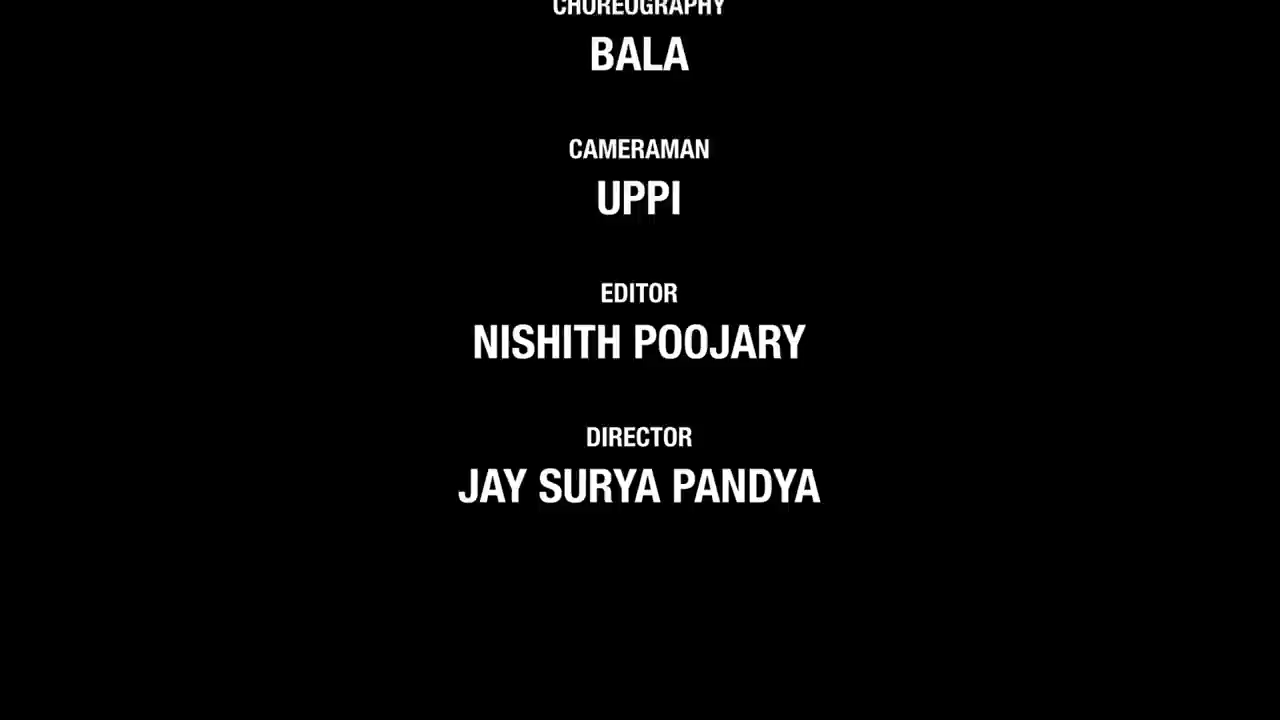 CHOREOGRAPHY
BALA
CAMERAMAN
UPPI
EDITOR
NISHITH POOJARY
DIRECTOR
JAY SURYA PANDYA